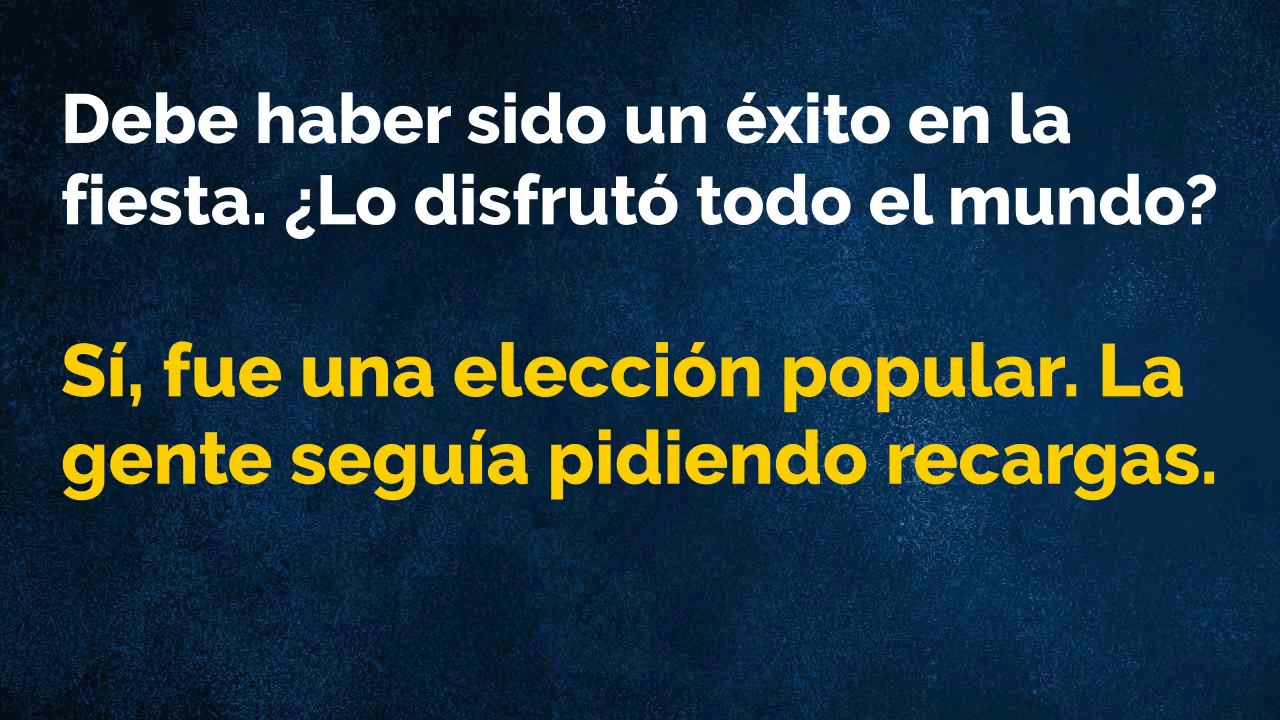 Debe haber sido un éxito en la
fiesta. ¿Lo disfrutó todo el mundo?
Sí, fue una elección popular. La
gente seguía pidiendo recargas.